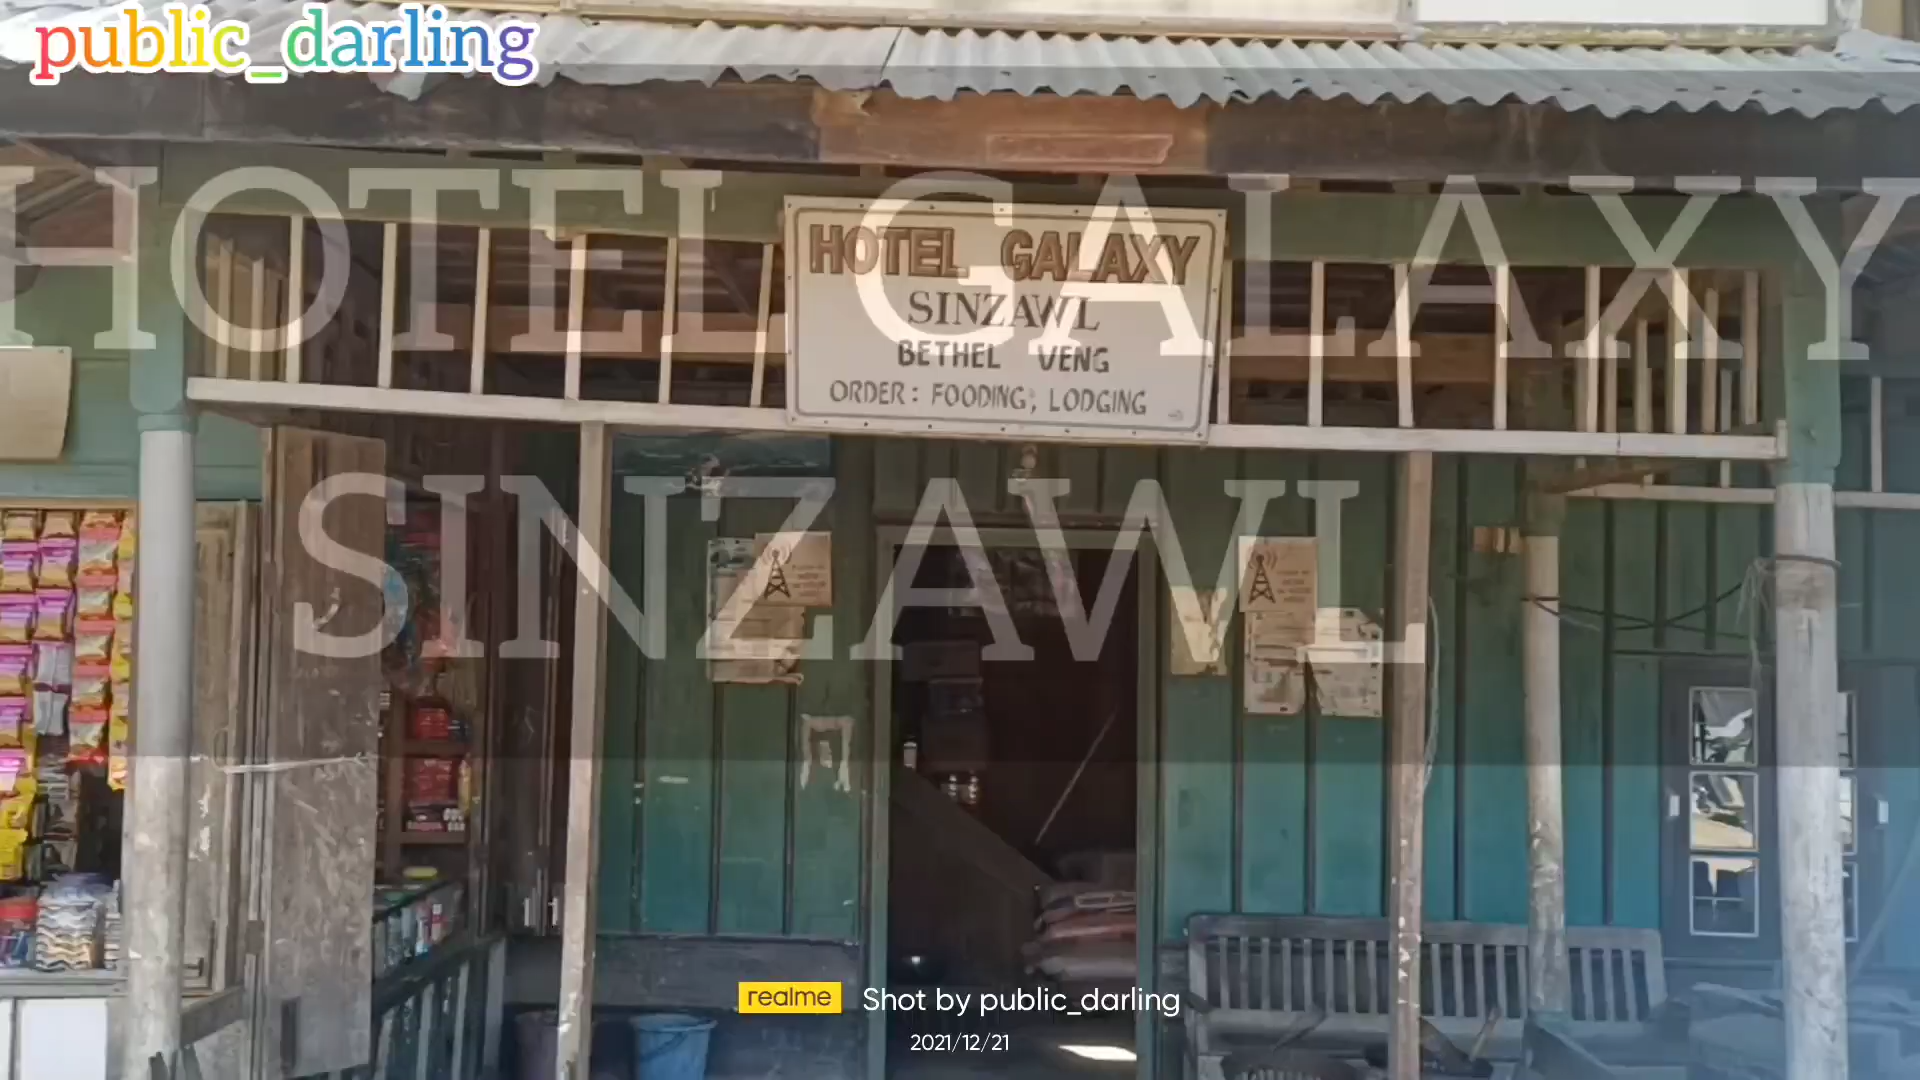 public_darling
HOTEL GALAXY
SINZAWL
HOTEL GALAXY
SINZAWL
BETHEL VENG
ORDER: FOODING, LODGING
realme Shot by public_darling
2021/12/21